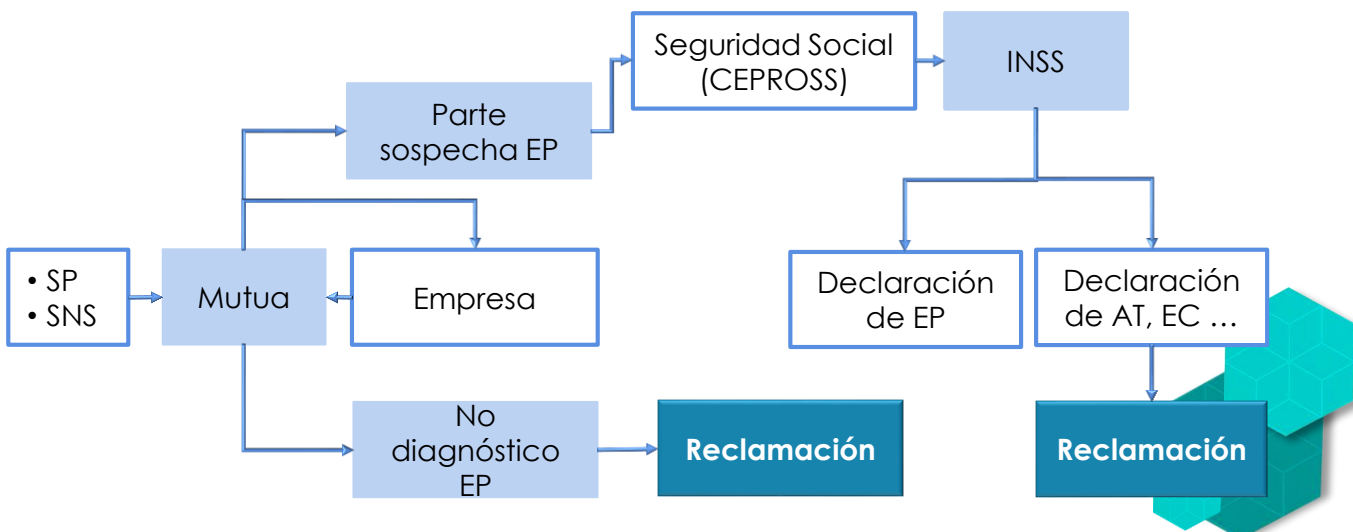 Seguridad Social
(CEPROSS)
INSS
Parte
sospecha EP
• SP
• SNS
Mutua
Empresa
Declaración
de EP
Declaración
de AT, EC ...
No
diagnóstico
EP
Reclamación
Reclamación